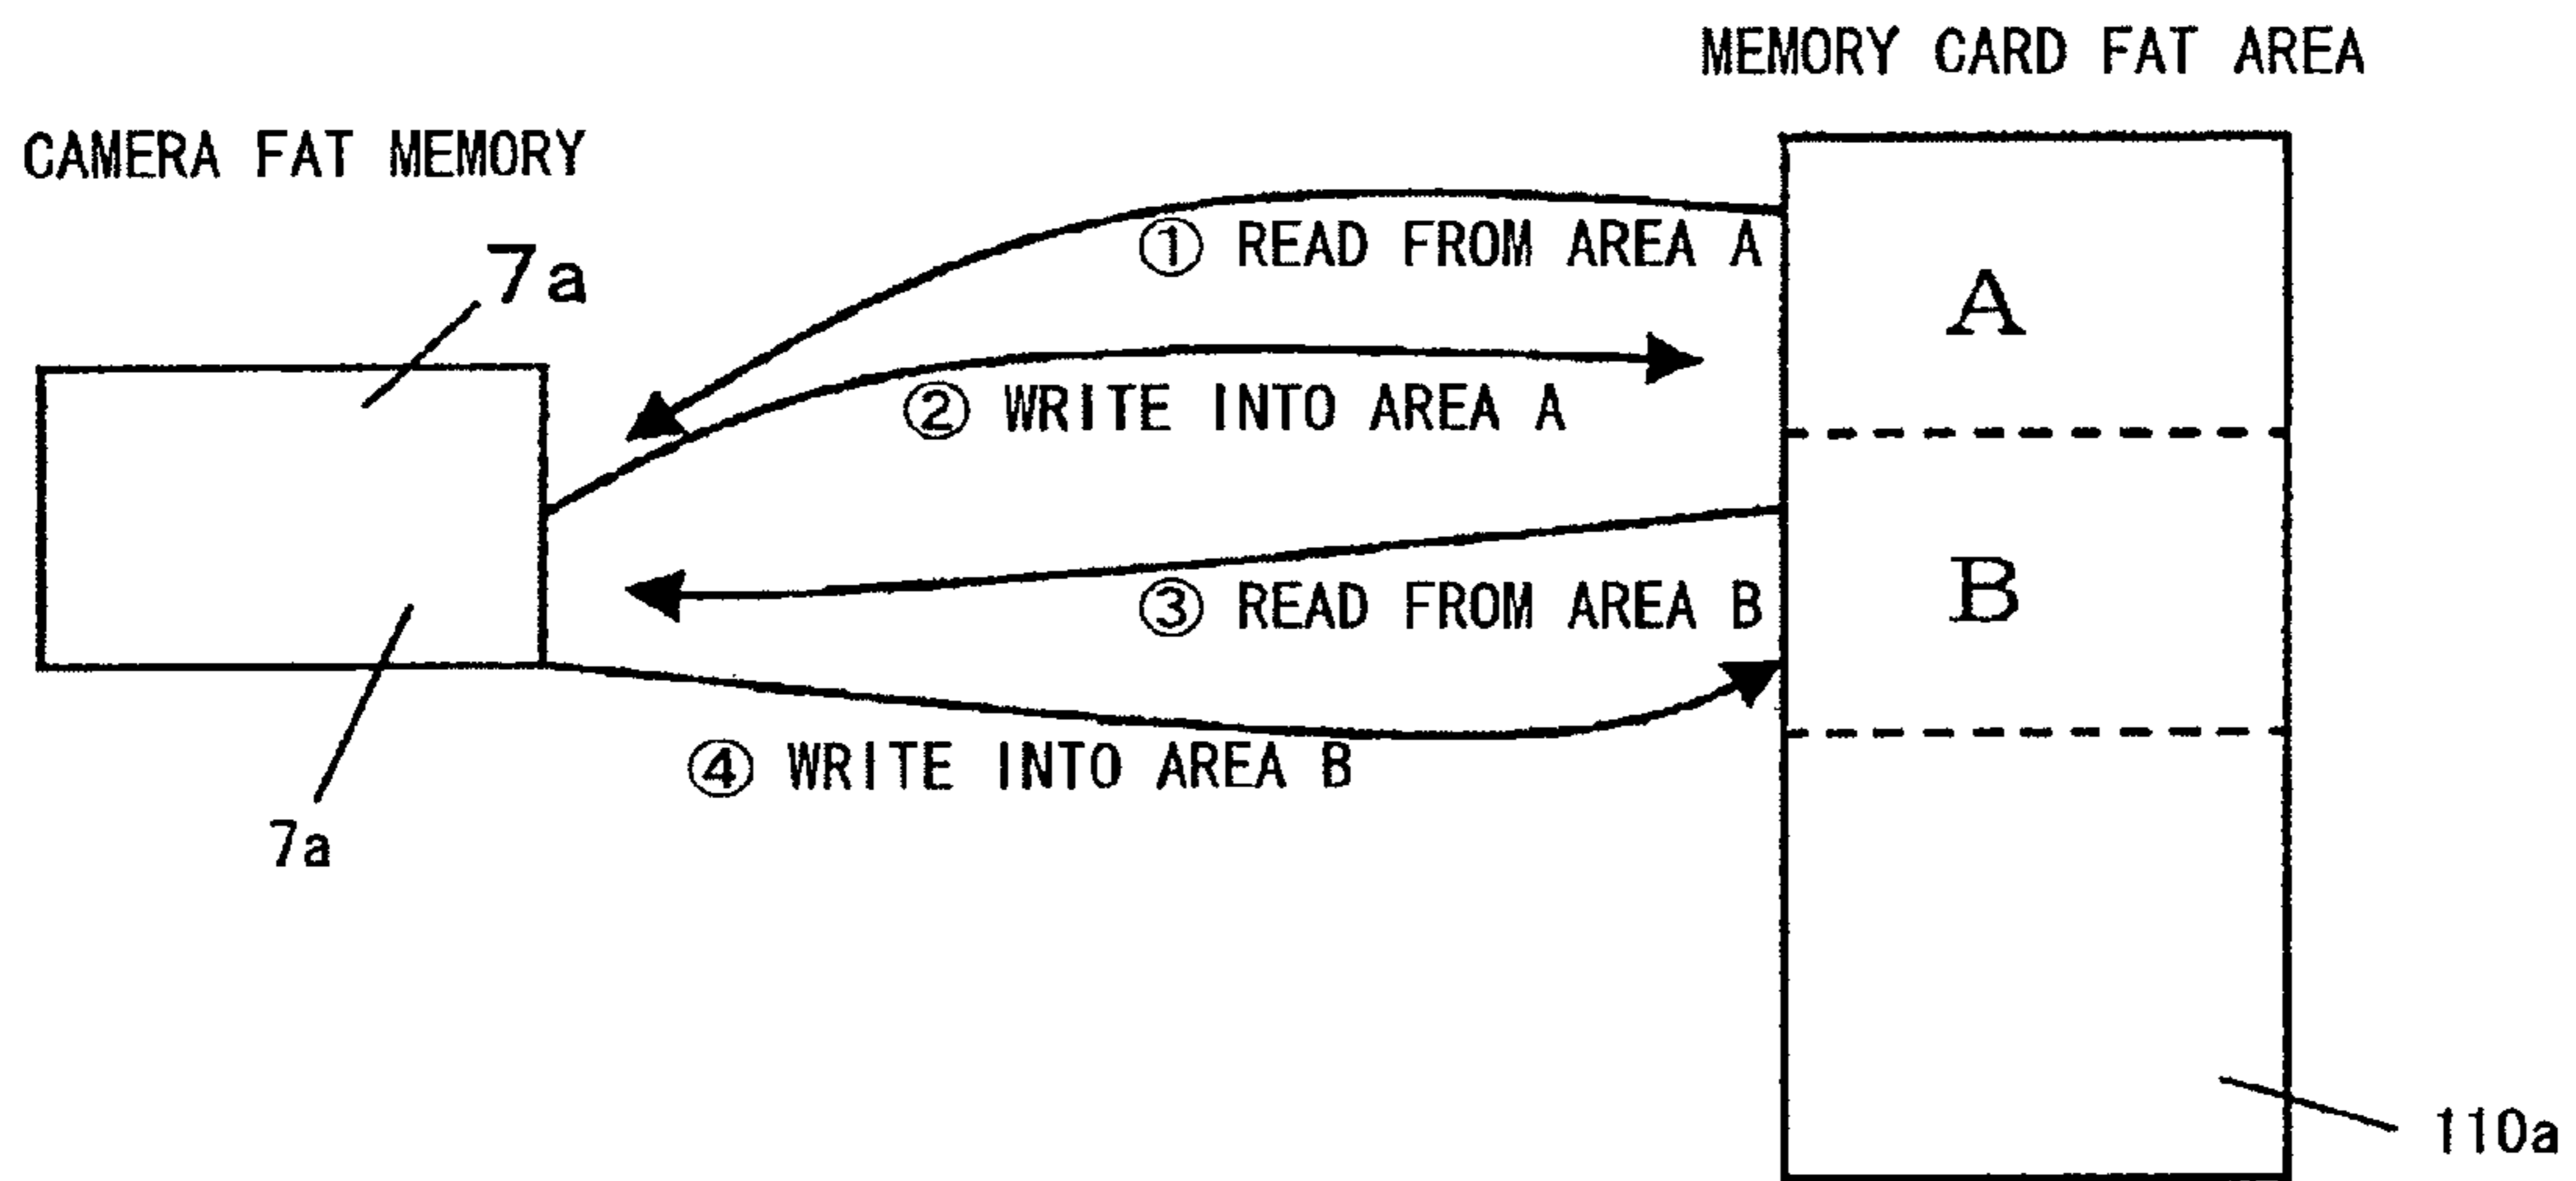 MEMORY CARD FAT AREA
CAMERA FAT MEMORY
7a
① READ FROM AREA A
A
② WRITE INTO AREA A
③ READ FROM AREA B
B
④ WRITE INTO AREA B
7a
110a